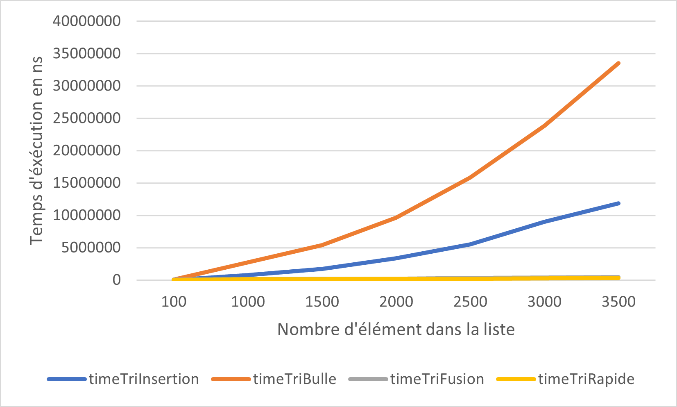 40000000
35000000
30000000
25000000
20000000
15000000
10000000
5000000
0
Temps d'éxécution en ns
100 1000 1500 2000 2500 3000 3500
Nombre d'élément dans la liste
timeTriInsertion timeTriBulle timeTriFusion timeTriRapide